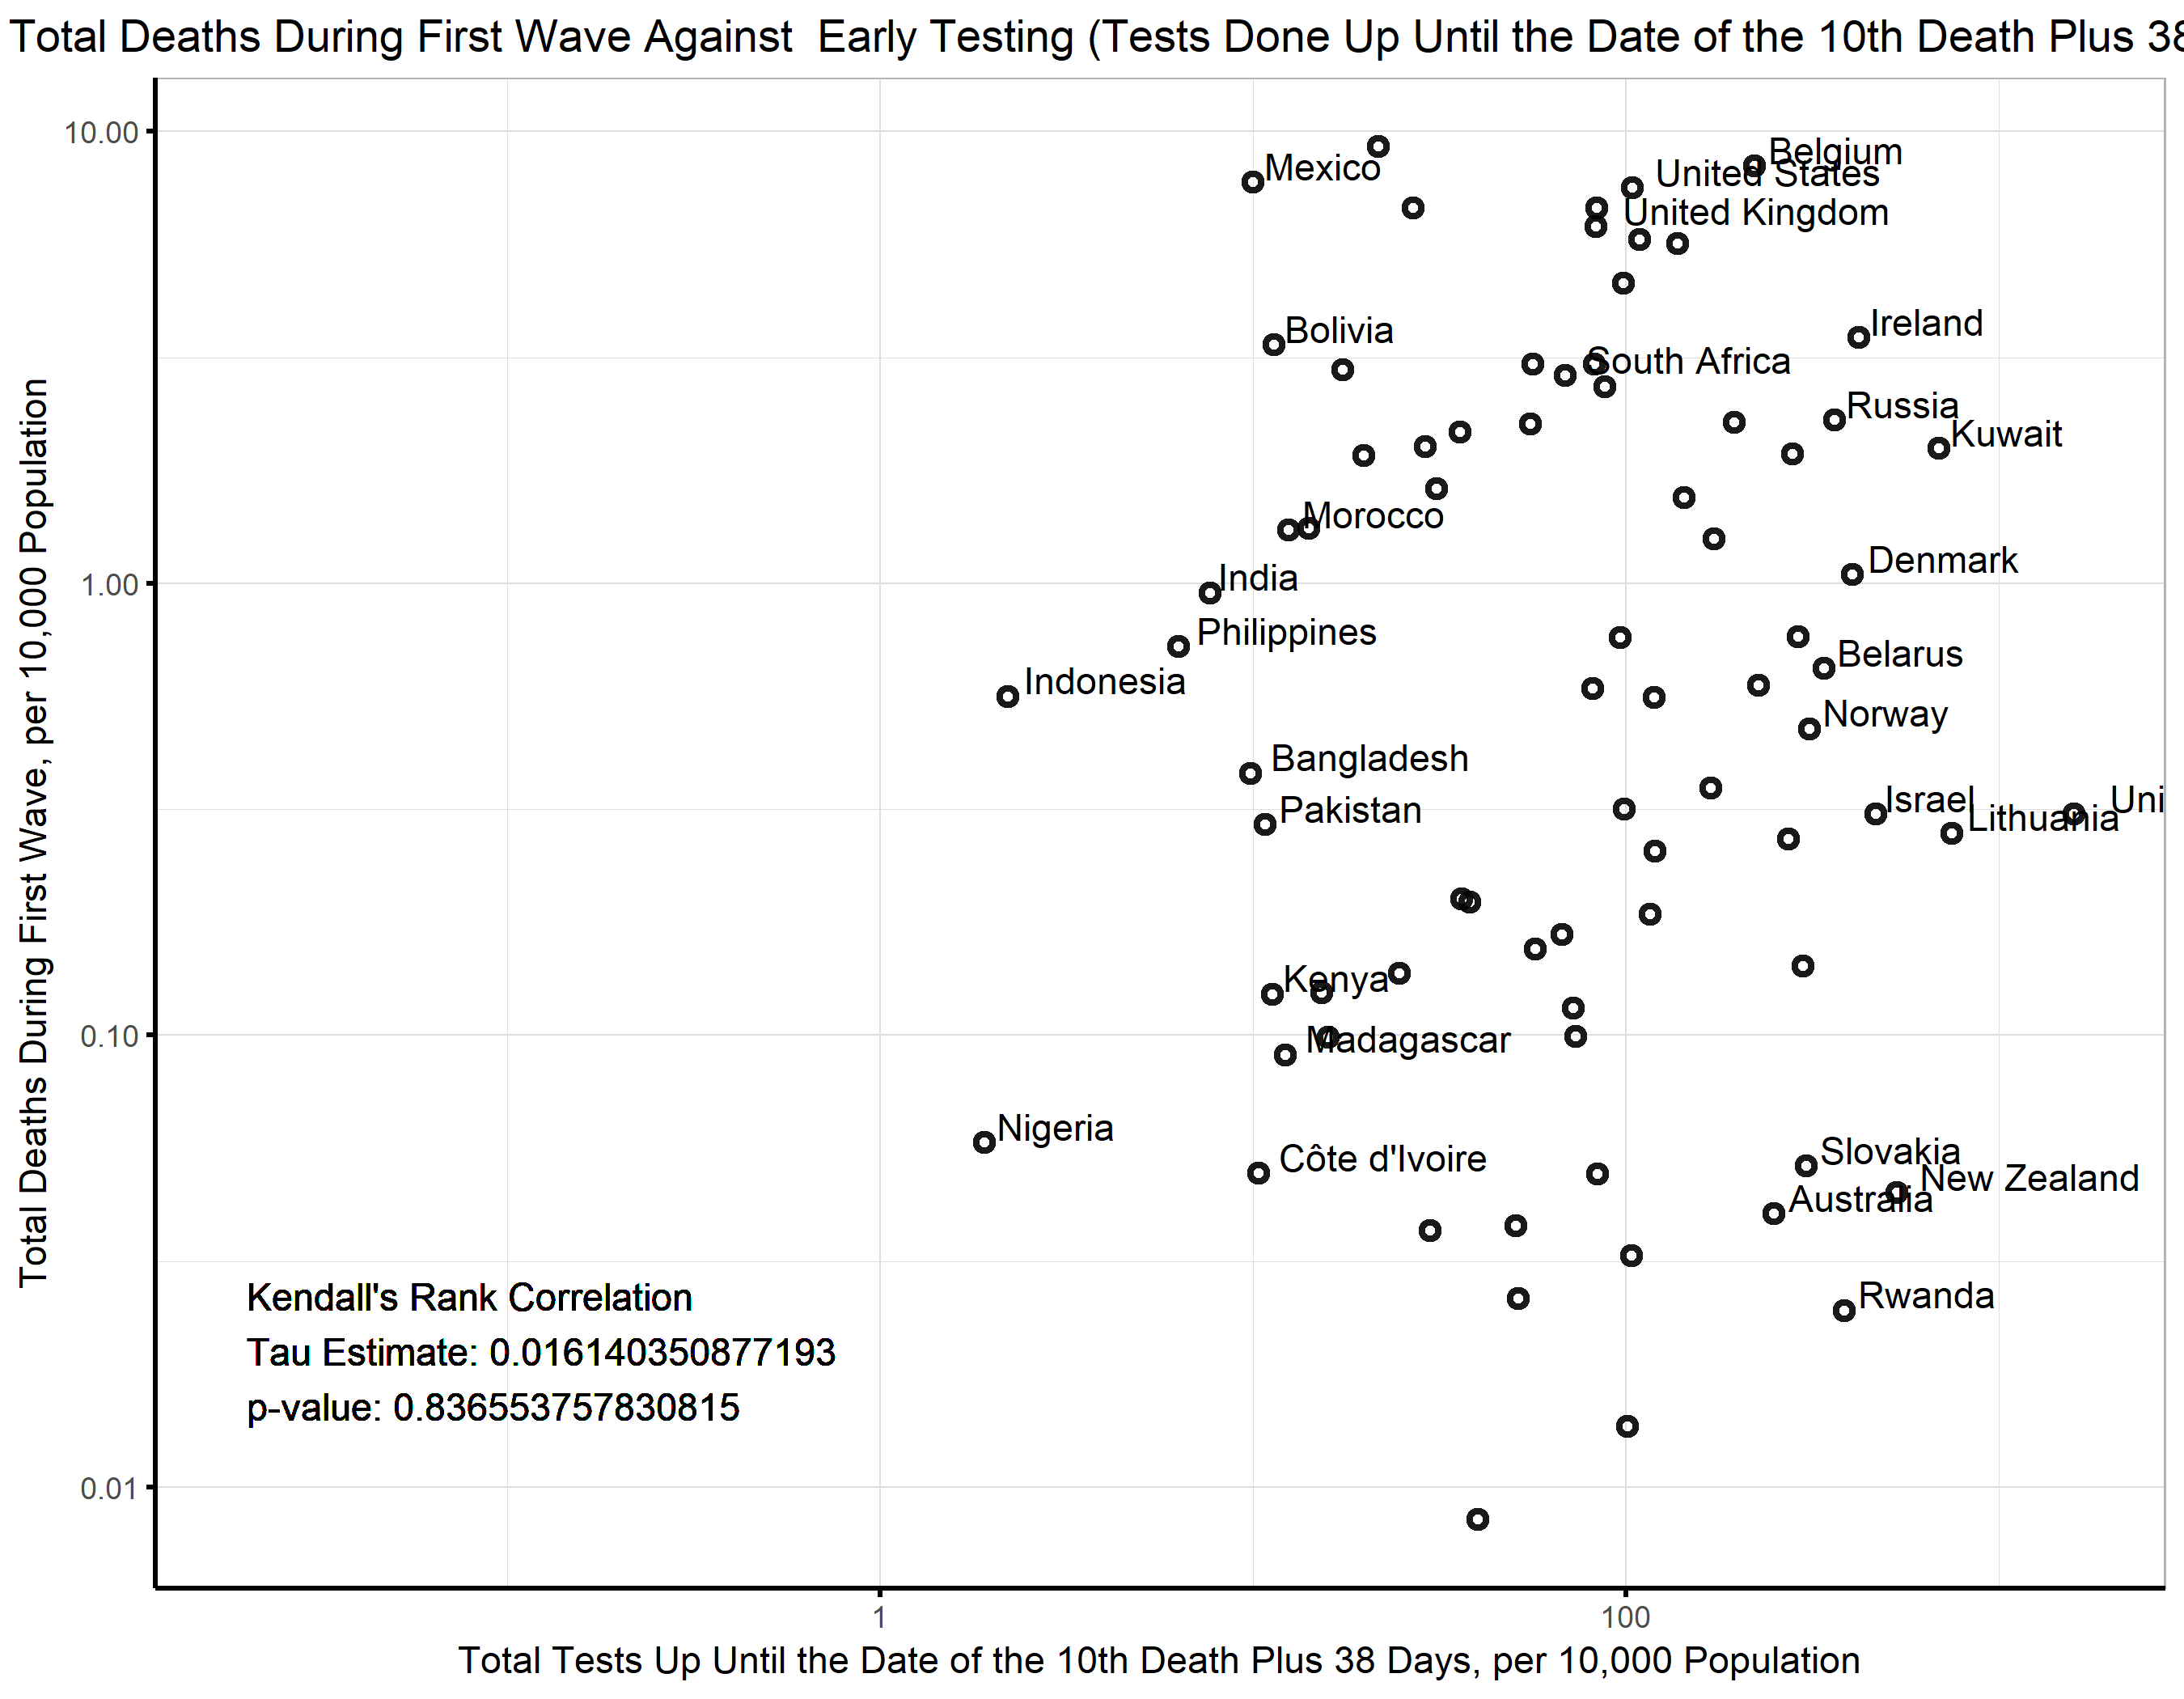 Total Deaths During First Wave Against  Early Testing (Tests Done Up Until the Date of the 10th Death Plus 38
Total Deaths During First Wave, per 10,000 Population
10.00
1.00
0.10
0.01
Mexico
Belgium
United States
United Kingdom
Bolivia
Ireland
South Africa
Russia
Kuwait
Morocco
India
Denmark
Philippines
Belarus
Indonesia
Norway
Bangladesh
Pakistan
Israel
Uni
Lithuania
Kenya
Madagascar
Nigeria
Côte d'Ivoire
Slovakia
New Zealand
Australia
Rwanda
Kendall's Rank Correlation
Tau Estimate: 0.016140350877193
p-value: 0.836553757830815
1
100
Total Tests Up Until the Date of the 10th Death Plus 38 Days, per 10,000 Population